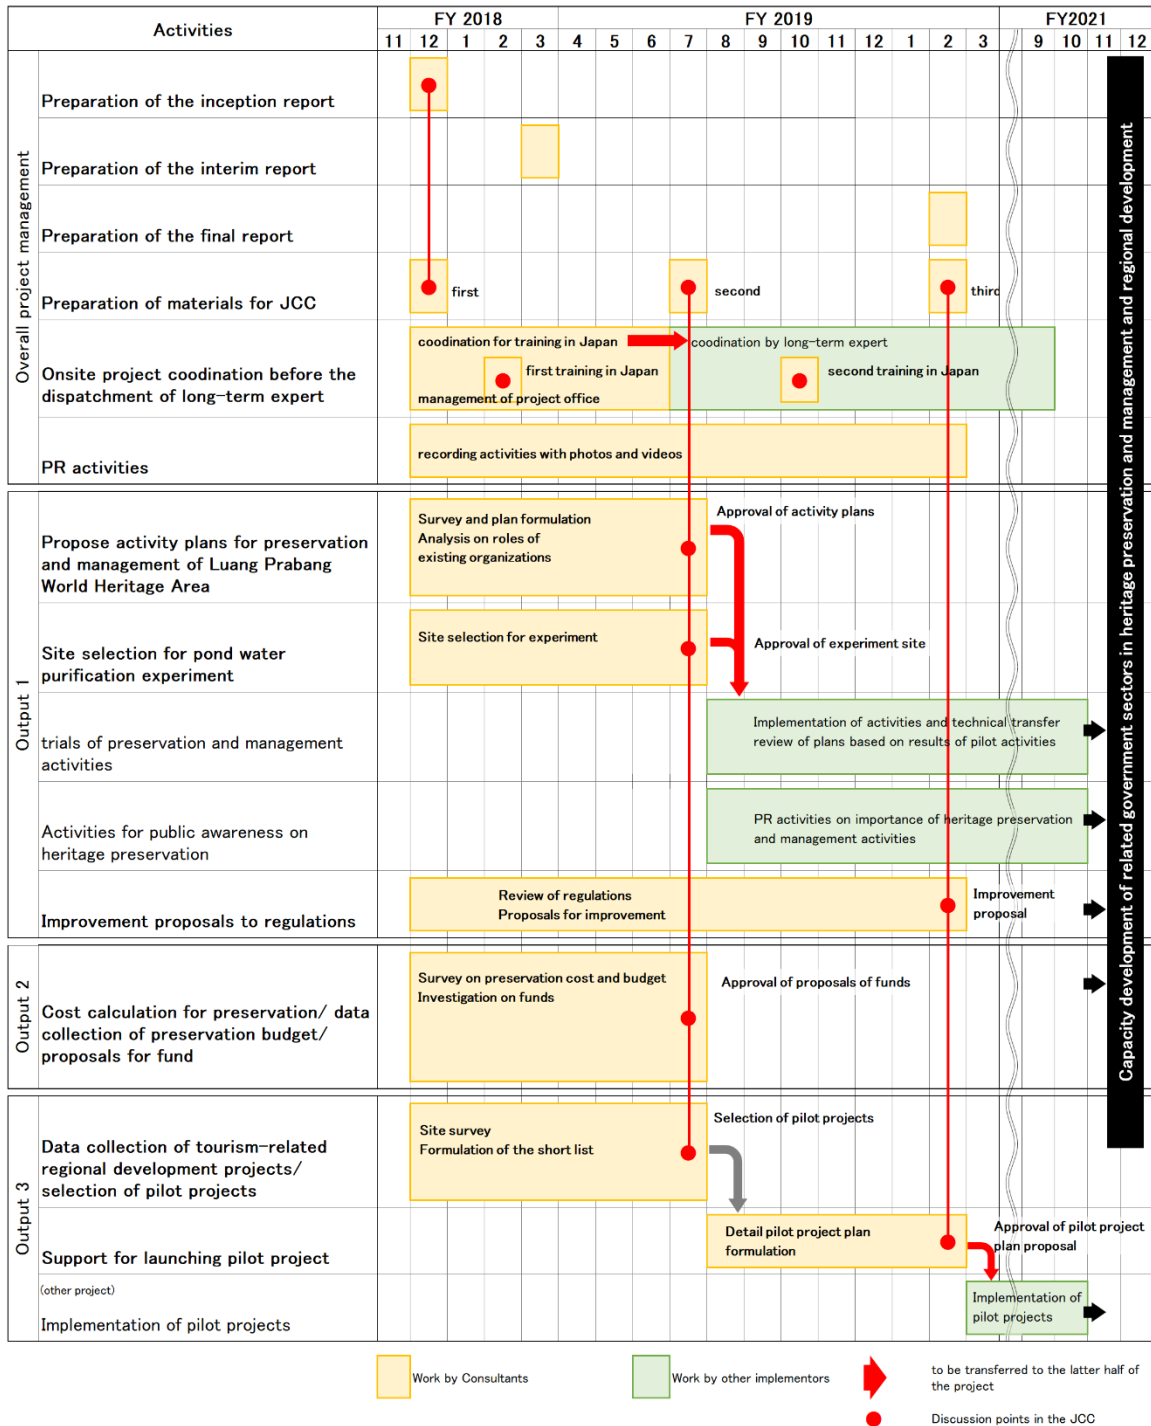 Activities
FY 2018
FY 2019
FY2021
11 12 1 2 3 4 5 6 7 8 9 10 11 12 1 2 3 9 10 11 12
Overall project management
Preparation of the inception report
Preparation of the interim report
Preparation of the final report
Preparation of materials for JCC
first
second
third
Onsite project coodination before the
dispatchment of long-term expert
coodination for training in Japan
coodination by long-term expert
first training in Japan
second training in Japan
management of project office
PR activities
recording activities with photos and videos
Output 1
Propose activity plans for preservation
and management of Luang Prabang
World Heritage Area
Survey and plan formulation
Analysis on roles of
existing organizations
Approval of activity plans
Site selection for pond water
purification experiment
Site selection for experiment
Approval of experiment site
trials of preservation and management
activities
Implementation of activities and technical transfer
review of plans based on results of pilot activities
Activities for public awareness on
heritage preservation
PR activities on importance of heritage preservation
and management activities
Improvement proposals to regulations
Review of regulations
Proposals for improvement
Improvement
proposal
Output 2
Cost calculation for preservation/ data
collection of preservation budget/
proposals for fund
Survey on preservation cost and budget
Investigation on funds
Approval of proposals of funds
Output 3
Data collection of tourism-related
regional development projects/
selection of pilot projects
Site survey
Formulation of the short list
Selection of pilot projects
Support for launching pilot project
Detail pilot project plan
formulation
Approval of pilot project
plan proposal
(other project)
Implementation of pilot projects
Implementation of
pilot projects
Capacity development of related government sectors in heritage preservation and management and regional development
Work by Consultants
Work by other implementors
to be transferred to the latter half of
the project
Discussion points in the JCC